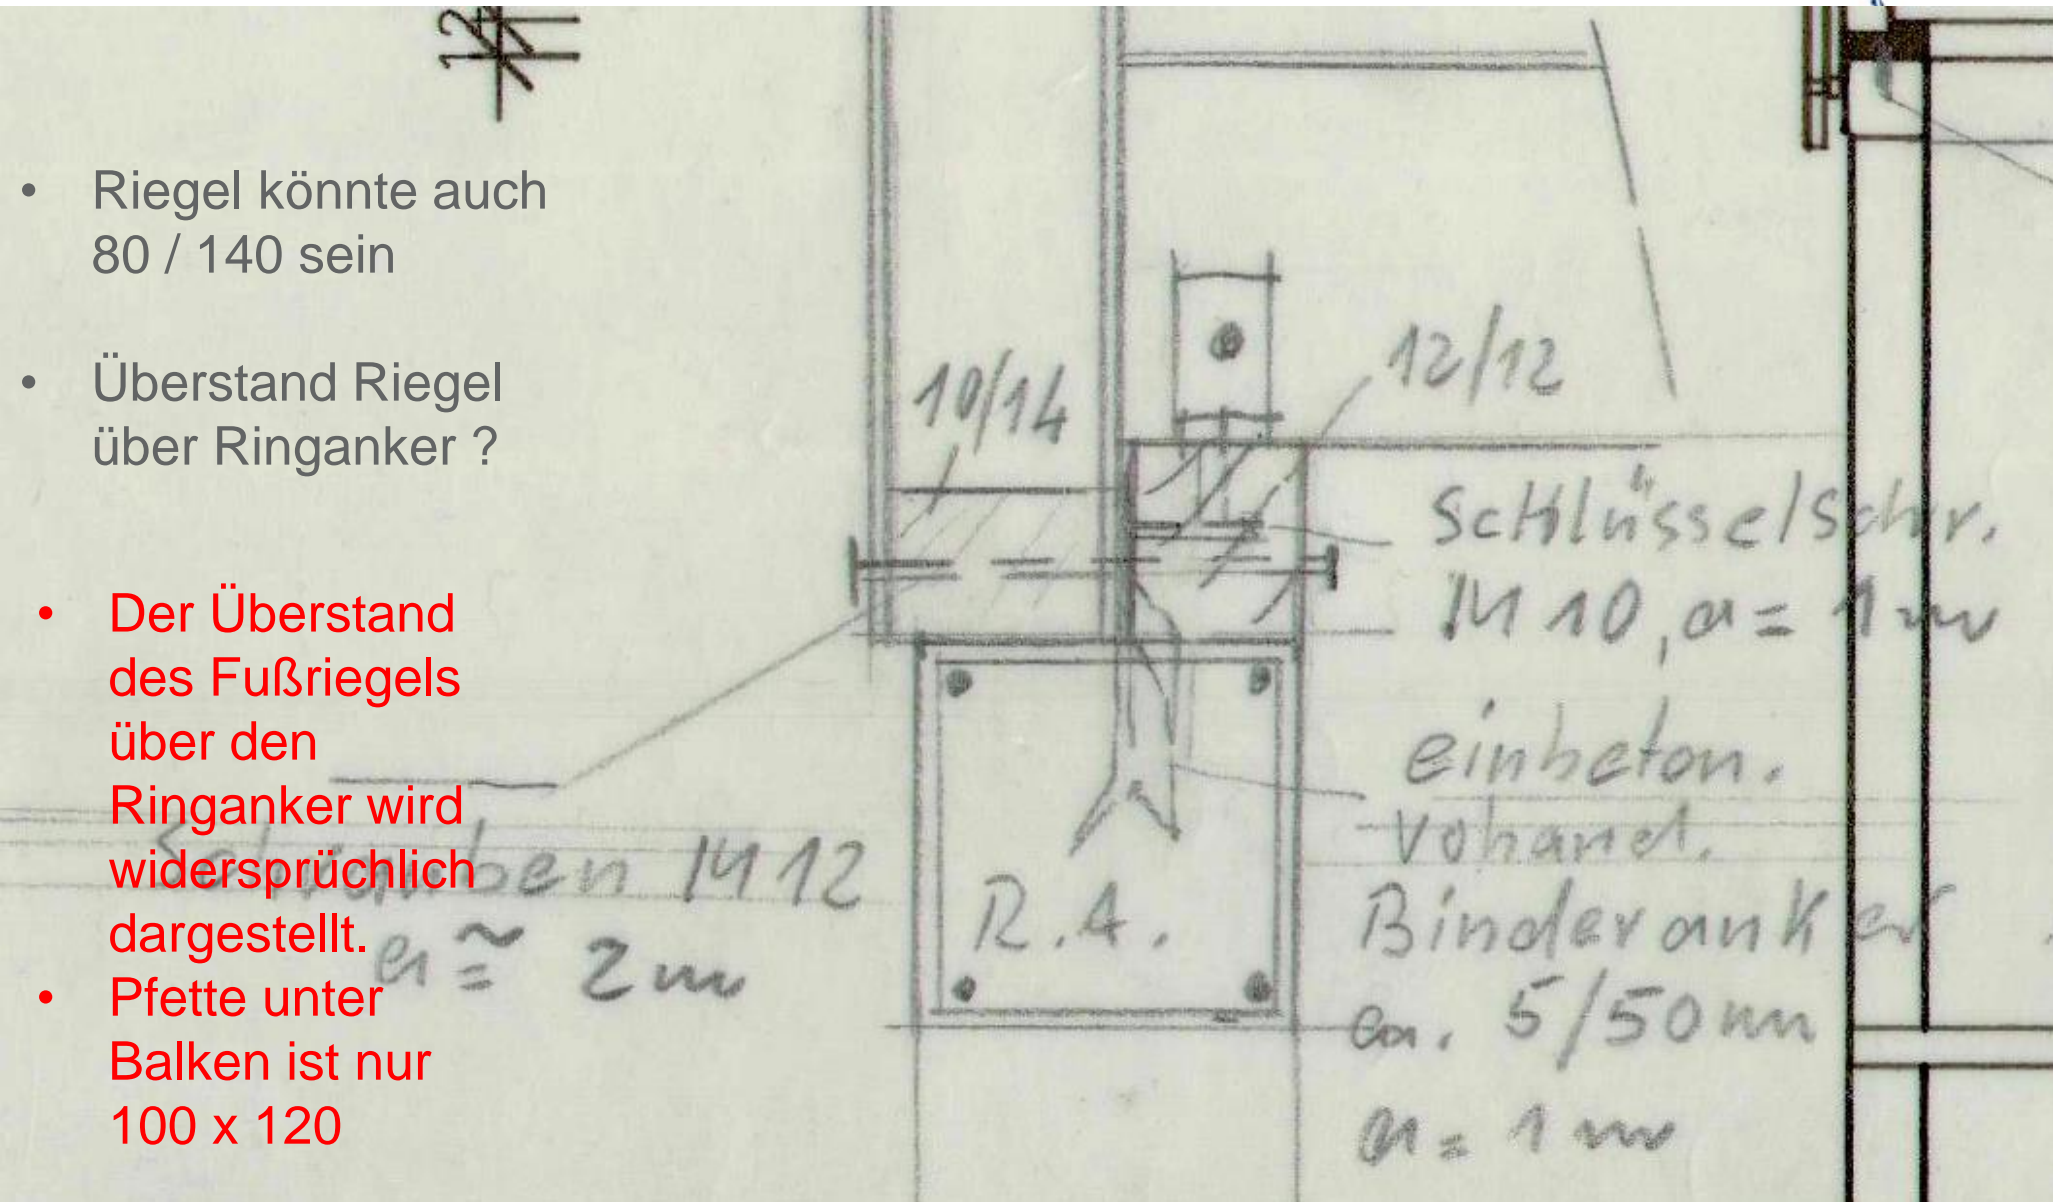 12
• Riegel könnte auch
80 / 140 sein
• Überstand Riegel
über Ringanker ?
• Der Überstand
des Fußriegels
über den
Ringanker wird
widersprüchlich
dargestellt.
• Pfette unter
Balken ist nur
100 x 120
10/14
12/12
Schlüsselschr.
M 10, a = 1 m
einbeton.
Vohand.
Binderanker
ca. 5/50 mm
a = 1 m
Schrauben M 12
a ≅ 2 m
R.A.